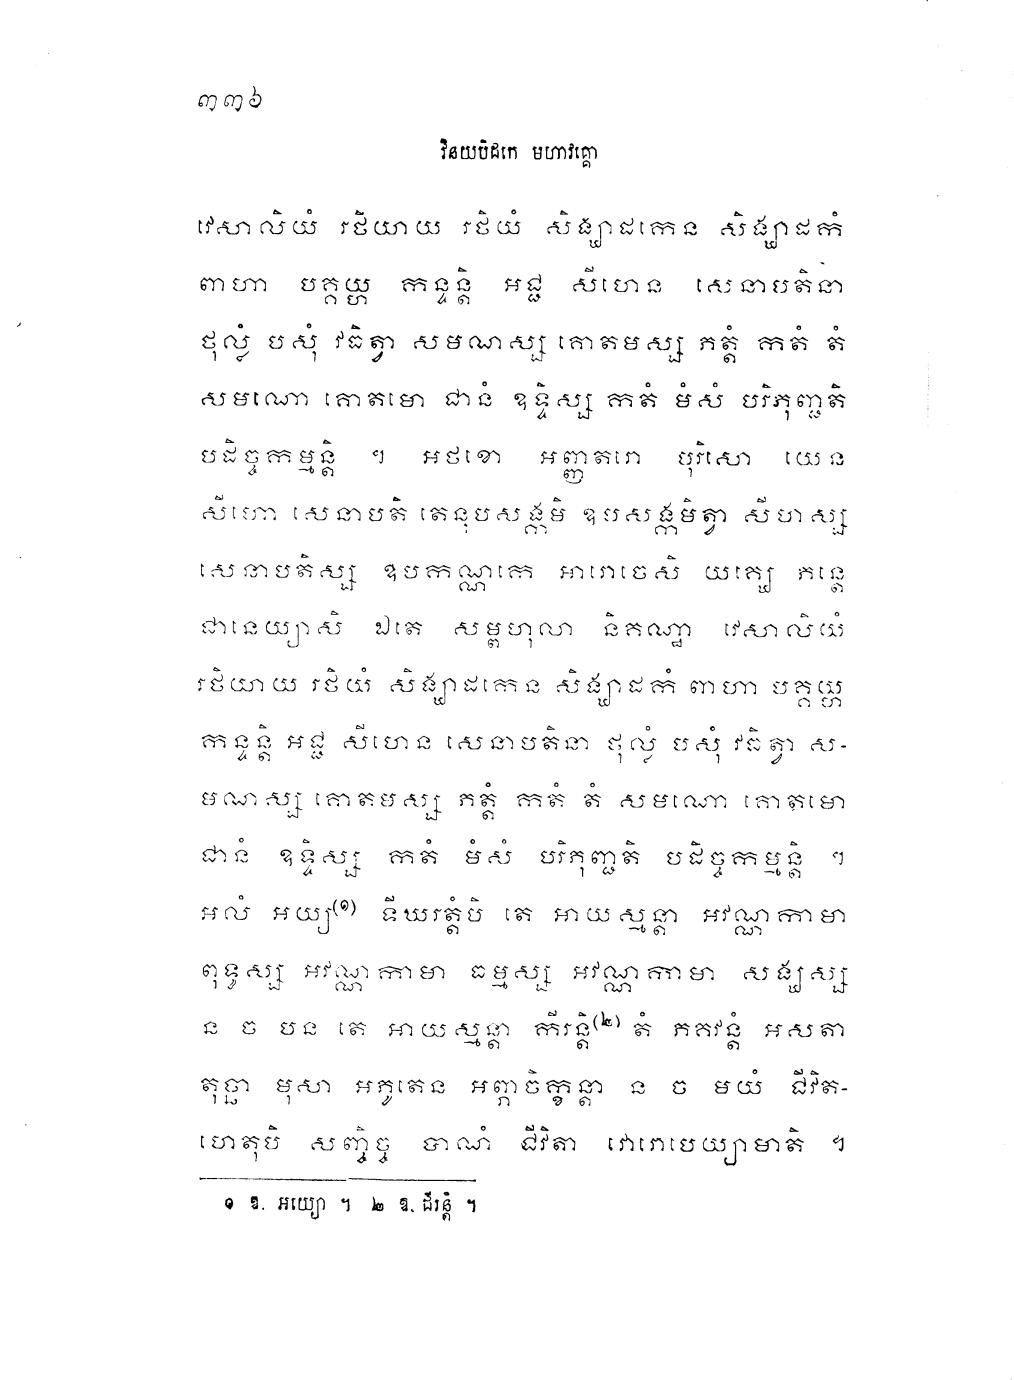 ៣៣៦
វិនយបិដកេ មហាវគ្គោ
វេសាលិយំ រថិយាយ រថិយំ សិង្ឃាដកេន សិង្ឃាដកំ
ពាហា បគ្គយ្ហ កន្ទន្តិ អជ្ជ សីហេន សេនាបតិនា
ថុល្លំ បសុំ វធិត្វា សមណស្ស គោតមស្ស ភត្តំ កតំ តំ
សមណោ គោតមោ ជានំ ឧទ្ទិស្ស កតំ មំសំ បរិភុញ្ជតិ
បដិច្ចកម្មន្តិ ។ អថខោ អញ្ញតរោ បុរិសោ យេន
សីហោ សេនាបតិ តេនុបសង្កមិ ឧបសង្កមិត្វា សីហស្ស
សេនាបតិស្ស ឧបកណ្ណកេ អារោចេសិ យគ្ឃេ ភន្តេ
ជានេយ្យាសិ ឯតេ សម្ពហុលា និគណ្ឋា វេសាលិយំ
រថិយាយ រថិយំ សិង្ឃាដកេន សិង្ឃាដកំ ពាហា បគ្គយ្ហ
កន្ទន្តិ អជ្ជ សីហេន សេនាបតិនា ថុល្លំ បសុំ វធិត្វា ស-
មណស្ស គោតមស្ស ភត្តំ កតំ តំ សមណោ គោតមោ
ជានំ ឧទ្ទិស្ស កតំ មំសំ បរិភុញ្ជតិ បដិច្ចកម្មន្តិ ។
អលំ អយ្យ(១) ទីឃរត្តំបិ តេ អាយស្មន្តា អវណ្ណកាមា
ពុទ្ធស្ស អវណ្ណកាមា ធម្មស្ស អវណ្ណកាមា សង្ឃស្ស
ន ច បន តេ អាយស្មន្តា កីរន្តិ(២) តំ ភគវន្តំ អសតា
តុច្ឆា មុសា អភូតេន អព្ភាចិក្ខន្តា ន ច មយំ ជីវិត-
ហេតុបិ សញ្ចិច្ច បាណំ ជីវិតា វោរោបេយ្យាមាតិ ។
១ ឱ. អយ្យោ ។ ២ ឱ. ជីរន្តិ ។